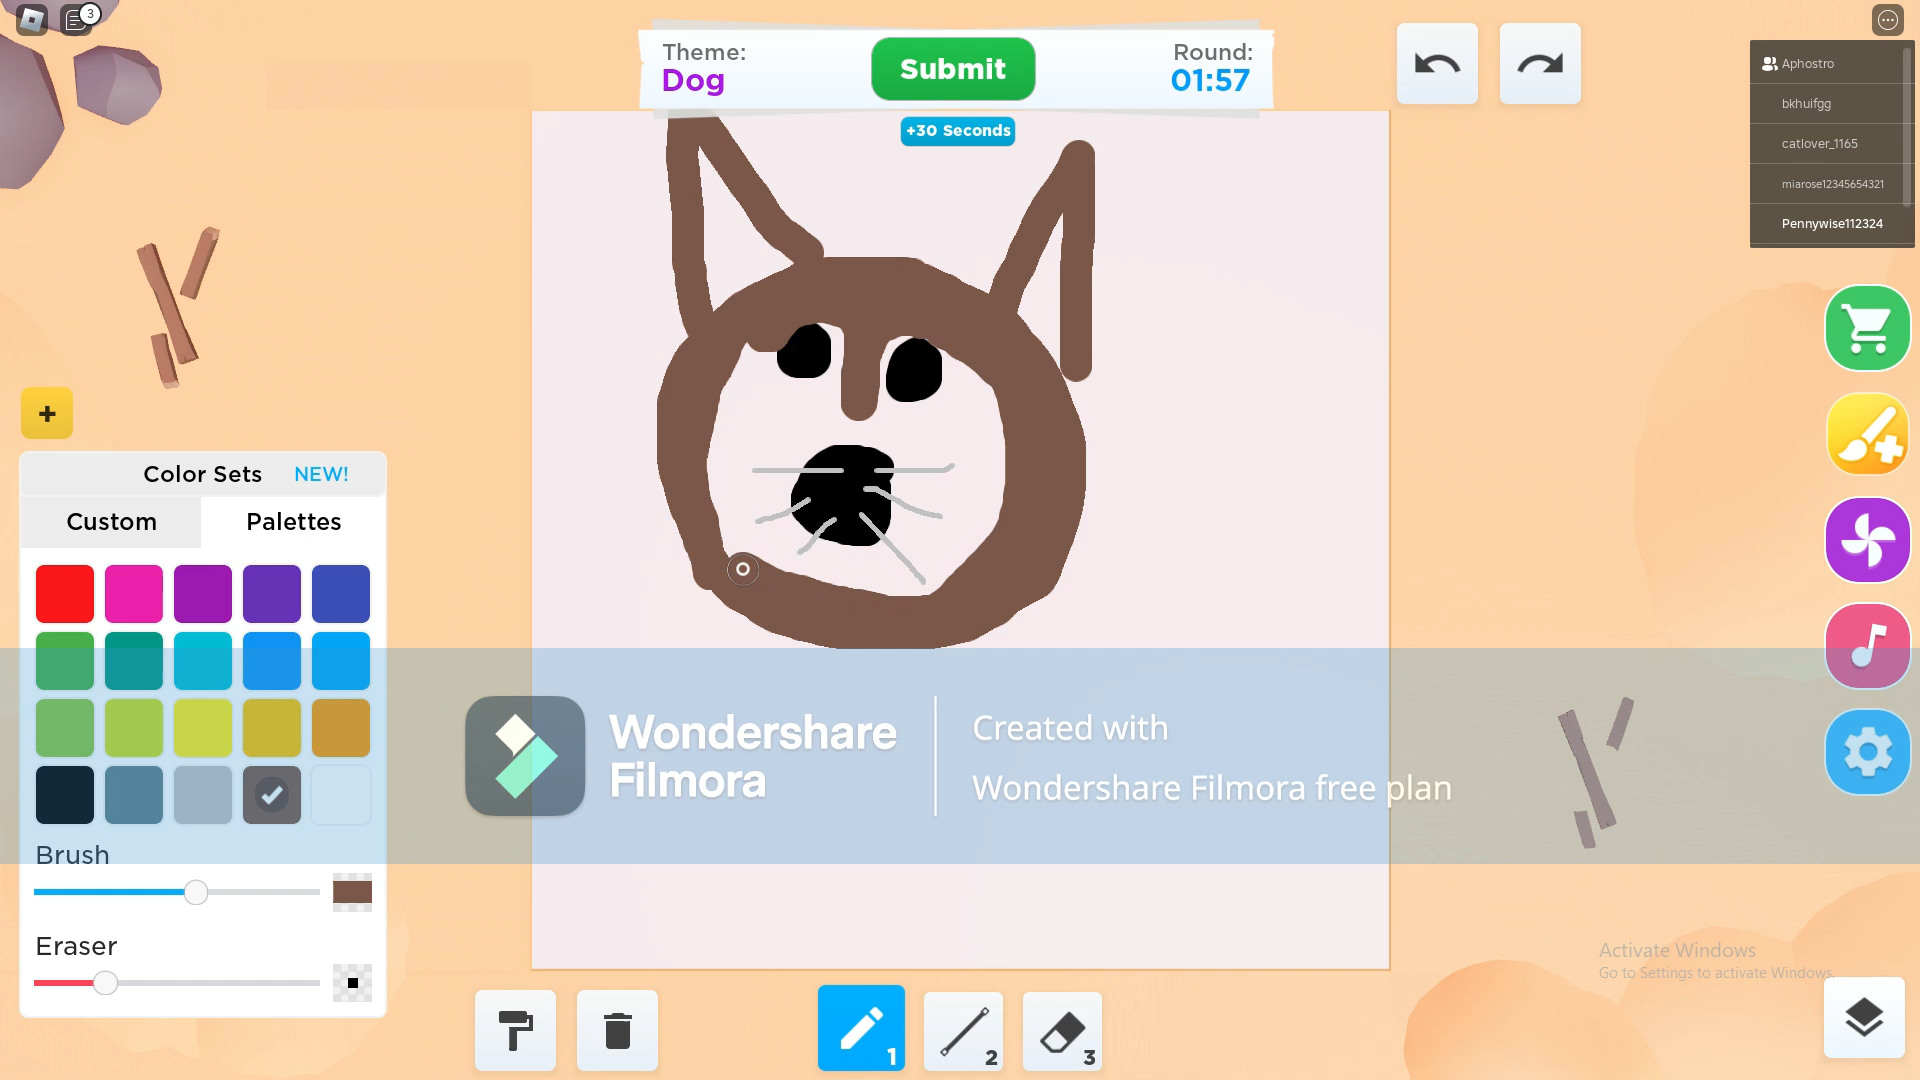 3
Theme:
Dog
Submit
Round:
01:57
+30 Seconds
Aphostro
bkhuifgg
catlover_1165
miarose12345654321
Pennywise112324
+
Color Sets NEW!
Custom Palettes
Wondershare
Filmora
Created with
Wondershare Filmora free plan
Brush
Eraser
Activate Windows
Go to Settings to activate Windows.
1
2
3